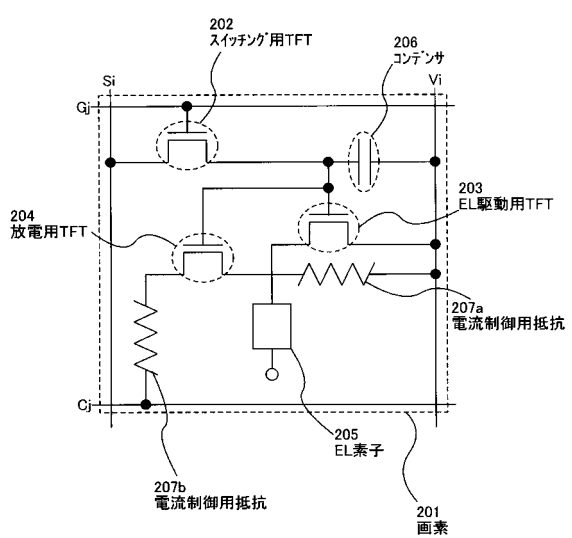 202
スイッチング用TFT
206
コンデンサ
Si
Vi
Gj
203
EL駆動用TFT
204
放電用TFT
207a
電流制御用抵抗
Cj
205
EL素子
207b
電流制御用抵抗
201
画素